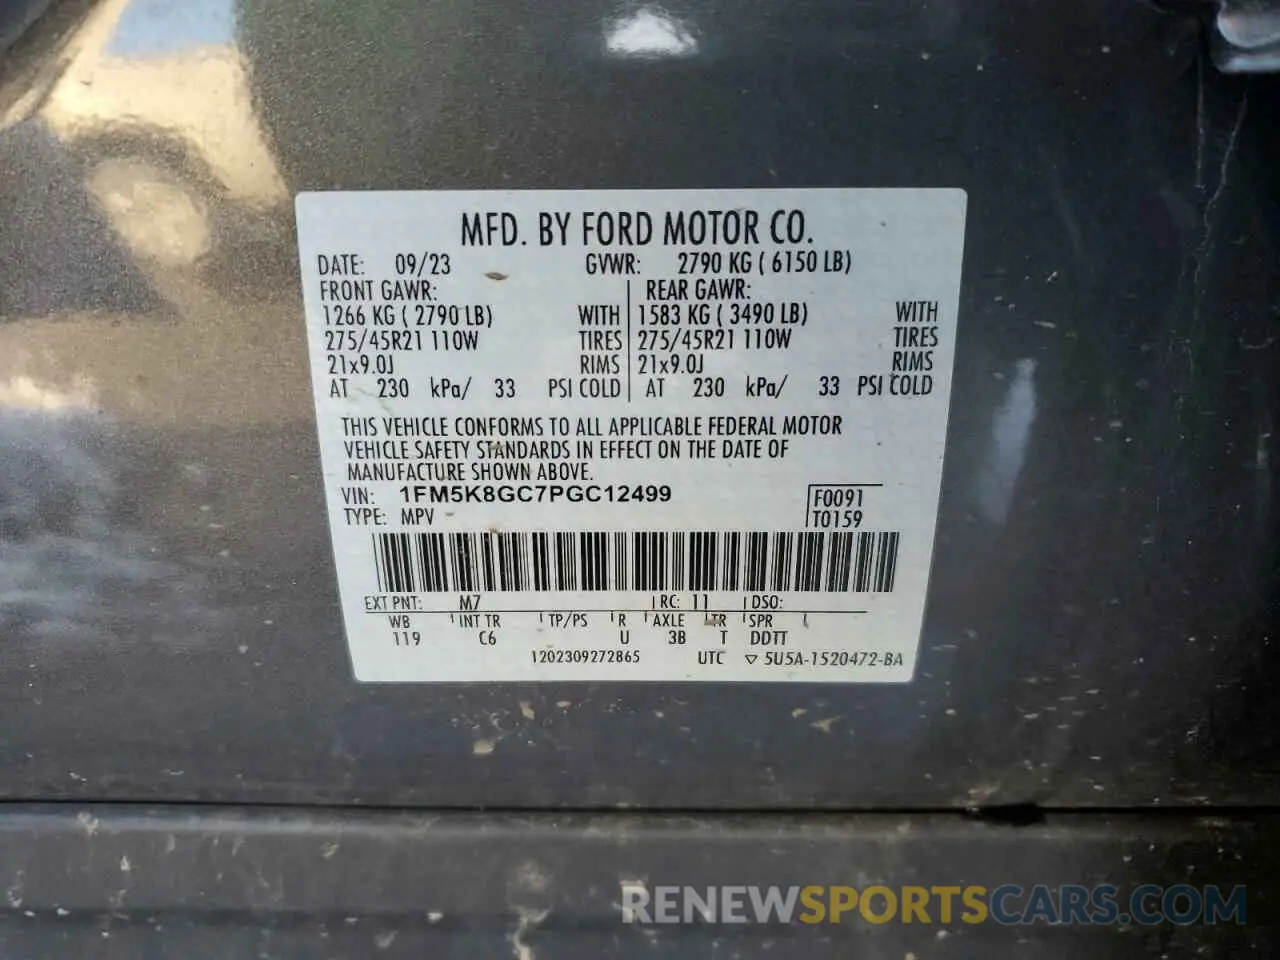 MFD. BY FORD MOTOR CO.
DATE: 09/23 GVWR: 2790 KG ( 6150 LB)
FRONT GAWR: REAR GAWR:
1266 KG ( 2790 LB) WITH 1583 KG ( 3490 LB) WITH
275/45R21 110W TIRES 275/45R21 110W TIRES
21x9.0J RIMS 21x9.0J RIMS
AT 230 kPa/ 33 PSI COLD AT 230 kPa/ 33 PSI COLD
THIS VEHICLE CONFORMS TO ALL APPLICABLE FEDERAL MOTOR
VEHICLE SAFETY STANDARDS IN EFFECT ON THE DATE OF
MANUFACTURE SHOWN ABOVE.
VIN: 1FM5K8GC7PGC12499 F0091
TYPE: MPV T0159
EXT PNT: M7 RC: 11 DSO:
WB INT TR TP/PS R AXLE TR SPR
119 C6 U 3B T DDTT
1202309272865 UTC ▽ 5U5A-1520472-BA
RENEWSPORTSCARS.COM